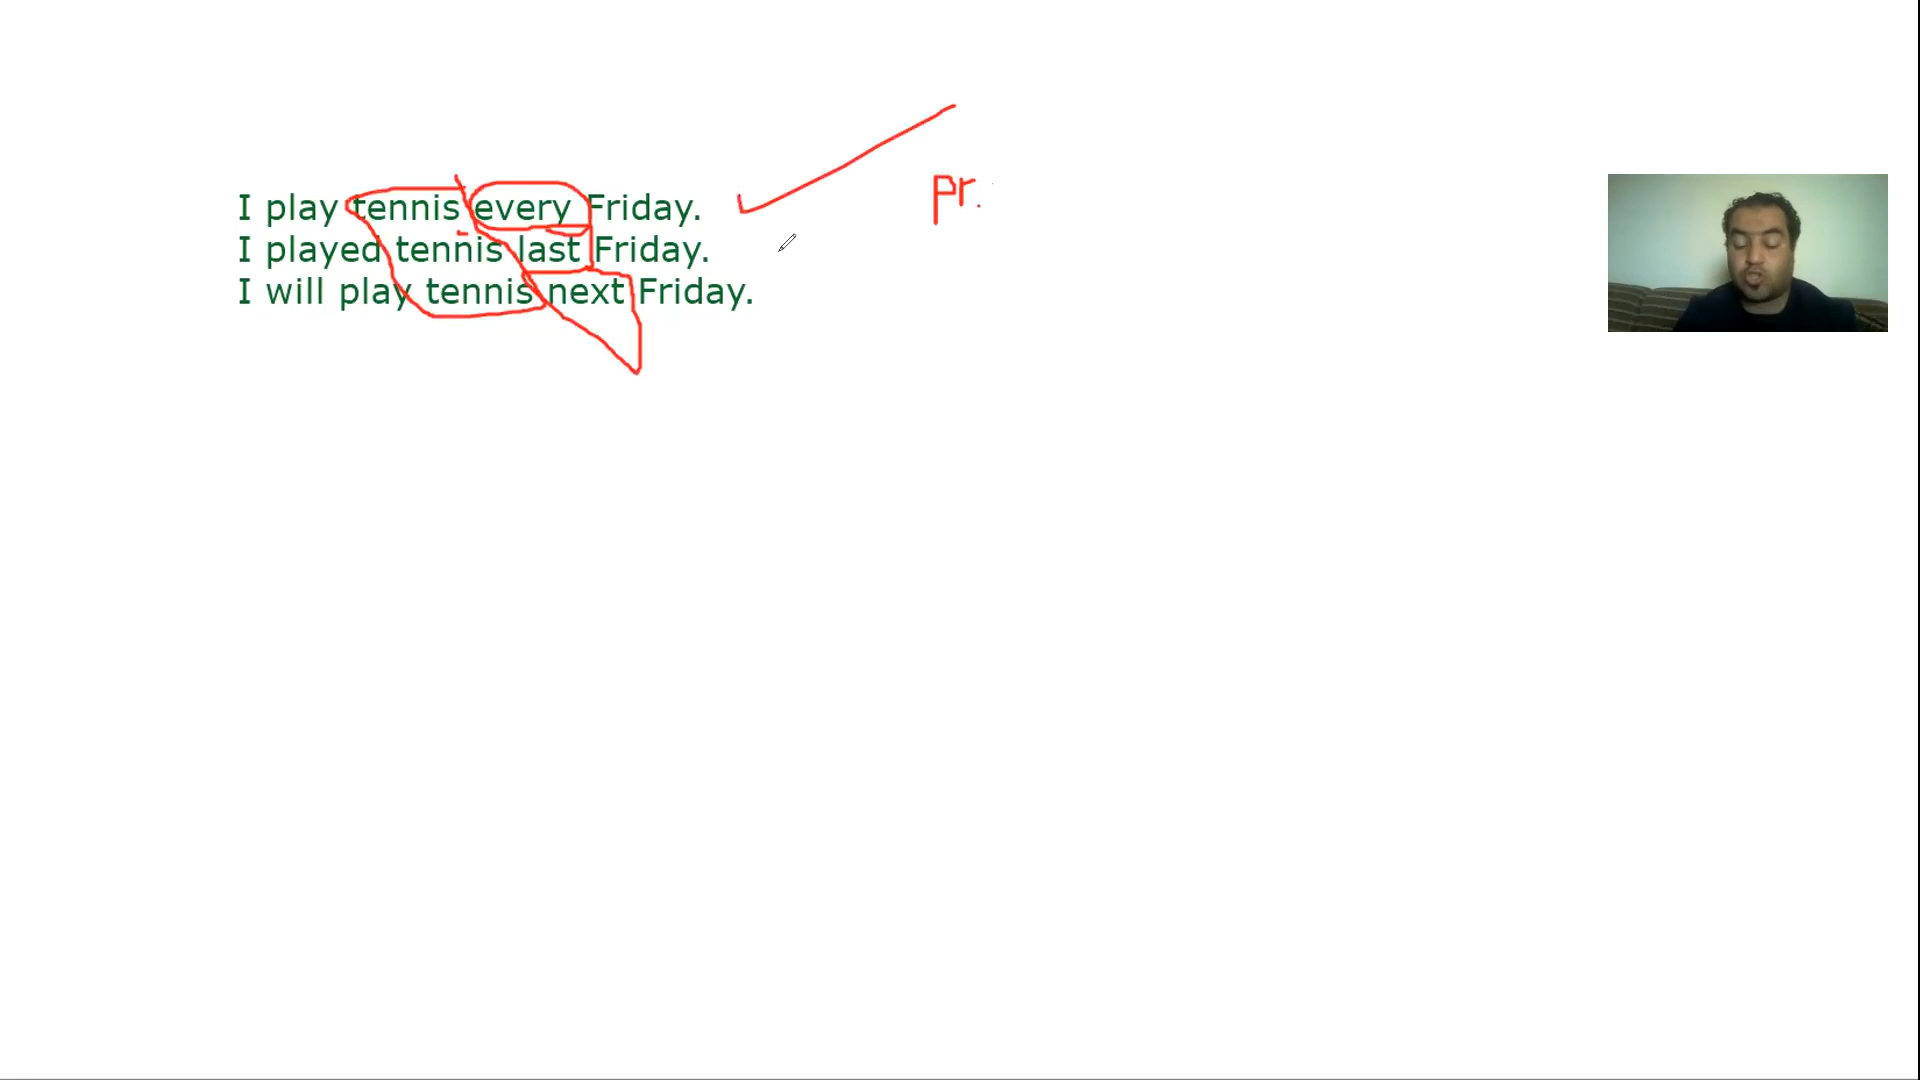 I play tennis every Friday.
pr.
I played tennis last Friday.
I will play tennis next Friday.